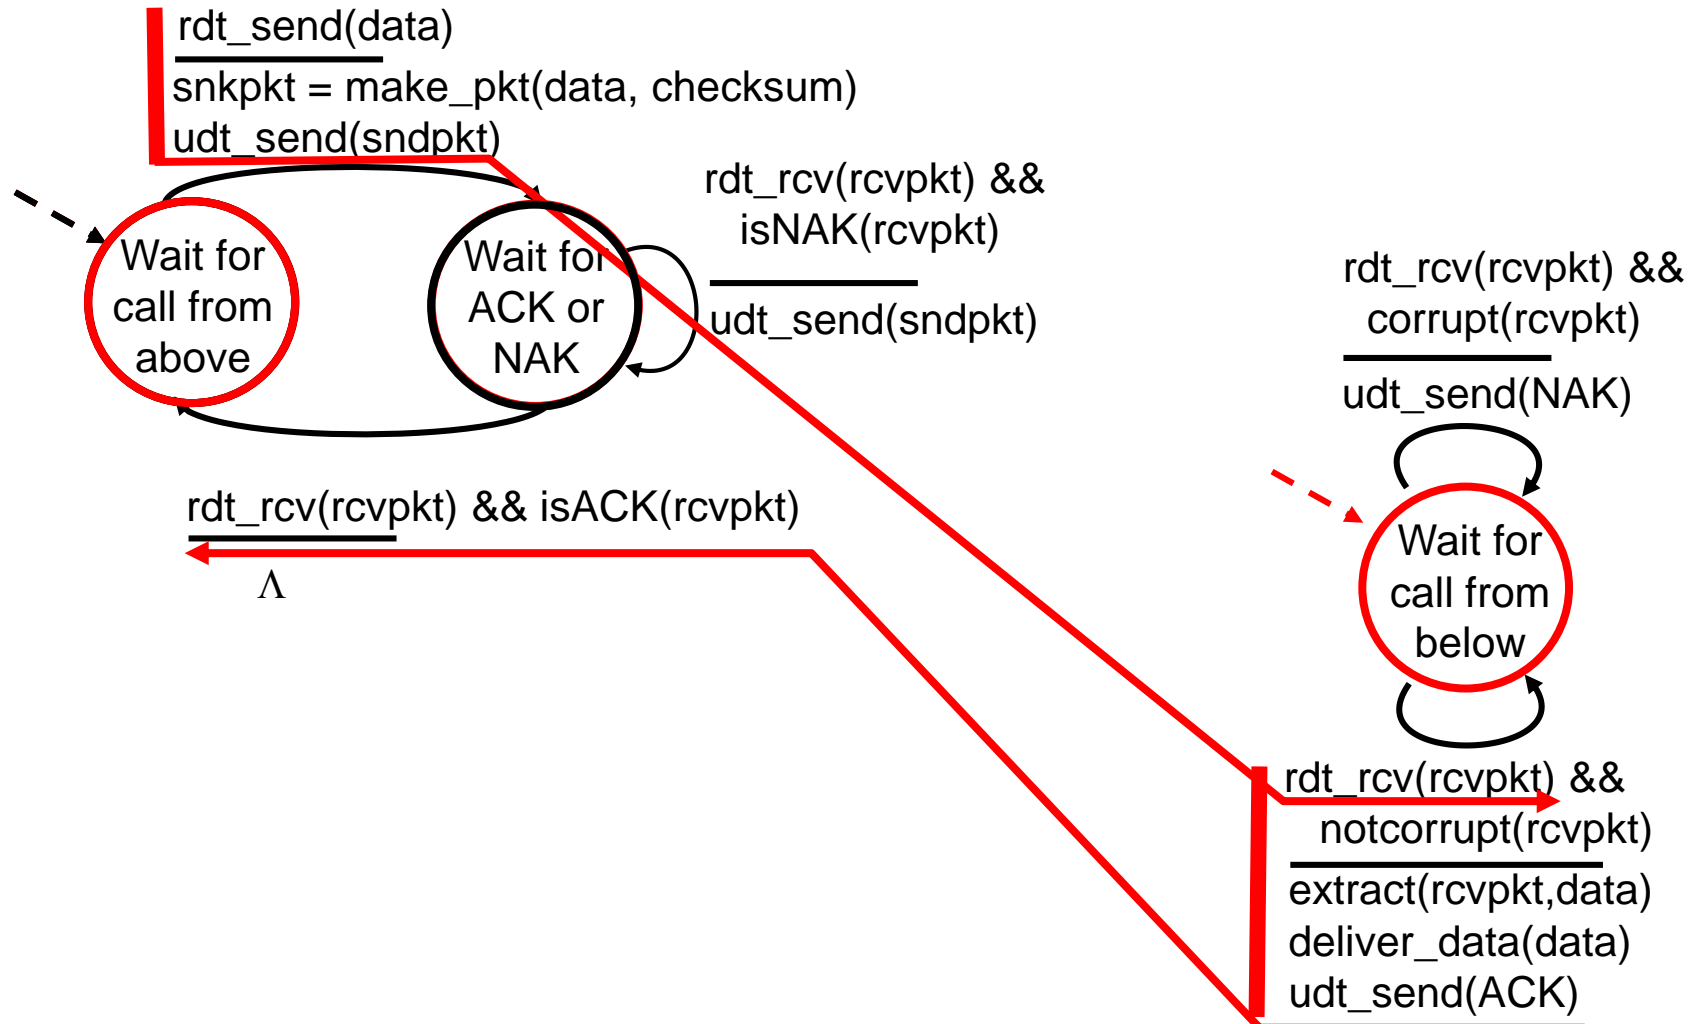 rdt_send(data)
snkpkt = make_pkt(data, checksum)
udt_send(sndpkt)
Wait for
call from
above
Wait for
ACK or
NAK
rdt_rcv(rcvpkt) &&
isNAK(rcvpkt)
udt_send(sndpkt)
rdt_rcv(rcvpkt) && isACK(rcvpkt)
Λ
rdt_rcv(rcvpkt) &&
corrupt(rcvpkt)
udt_send(NAK)
Wait for
call from
below
rdt_rcv(rcvpkt) &&
notcorrupt(rcvpkt)
extract(rcvpkt,data)
deliver_data(data)
udt_send(ACK)